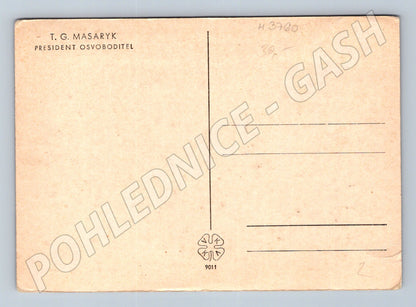 T. G. MASARYK
PRESIDENT OSVOBODITEL
POHLEDNICE - GASH
9011